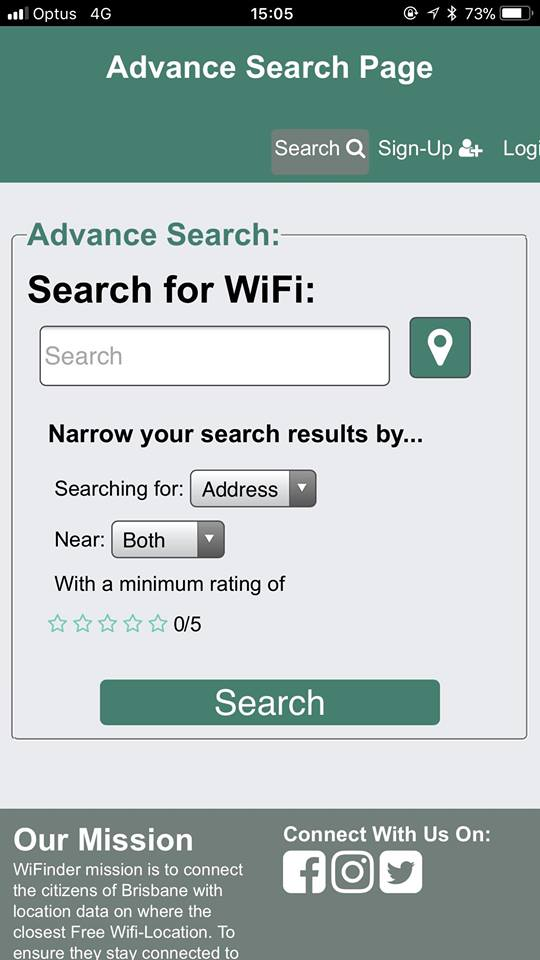 Optus 4G 15:05 73%
Advance Search Page
Search Sign-Up Logi
Advance Search:
Search for WiFi:
Search
Narrow your search results by...
Searching for: Address
Near: Both
With a minimum rating of
0/5
Search
Our Mission
WiFinder mission is to connect
the citizens of Brisbane with
location data on where the
closest Free Wifi-Location. To
ensure they stay connected to
Connect With Us On: